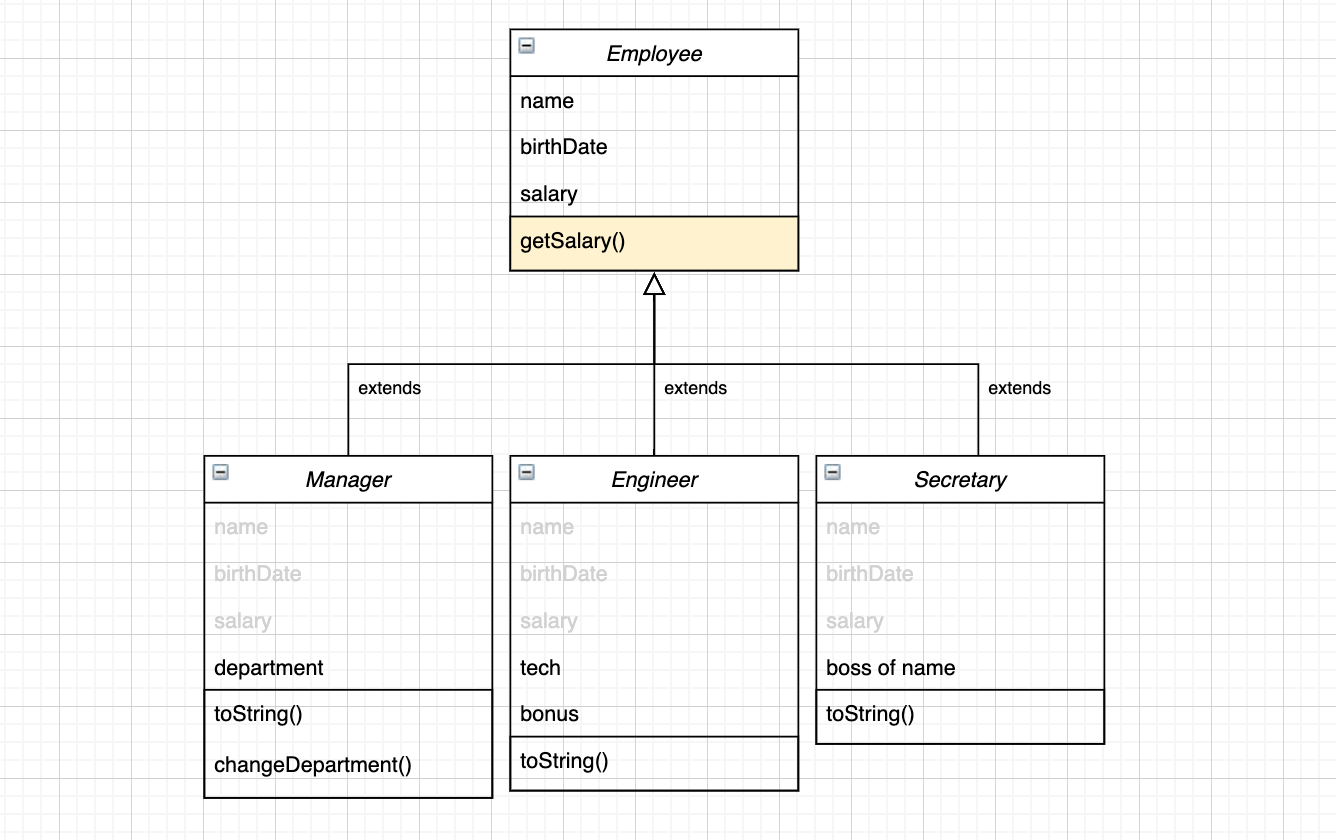 Employee
name
birthDate
salary
getSalary()
extends
extends
extends
Manager
name
birthDate
salary
department
toString()
changeDepartment()
Engineer
name
birthDate
salary
tech
bonus
toString()
Secretary
name
birthDate
salary
boss of name
toString()